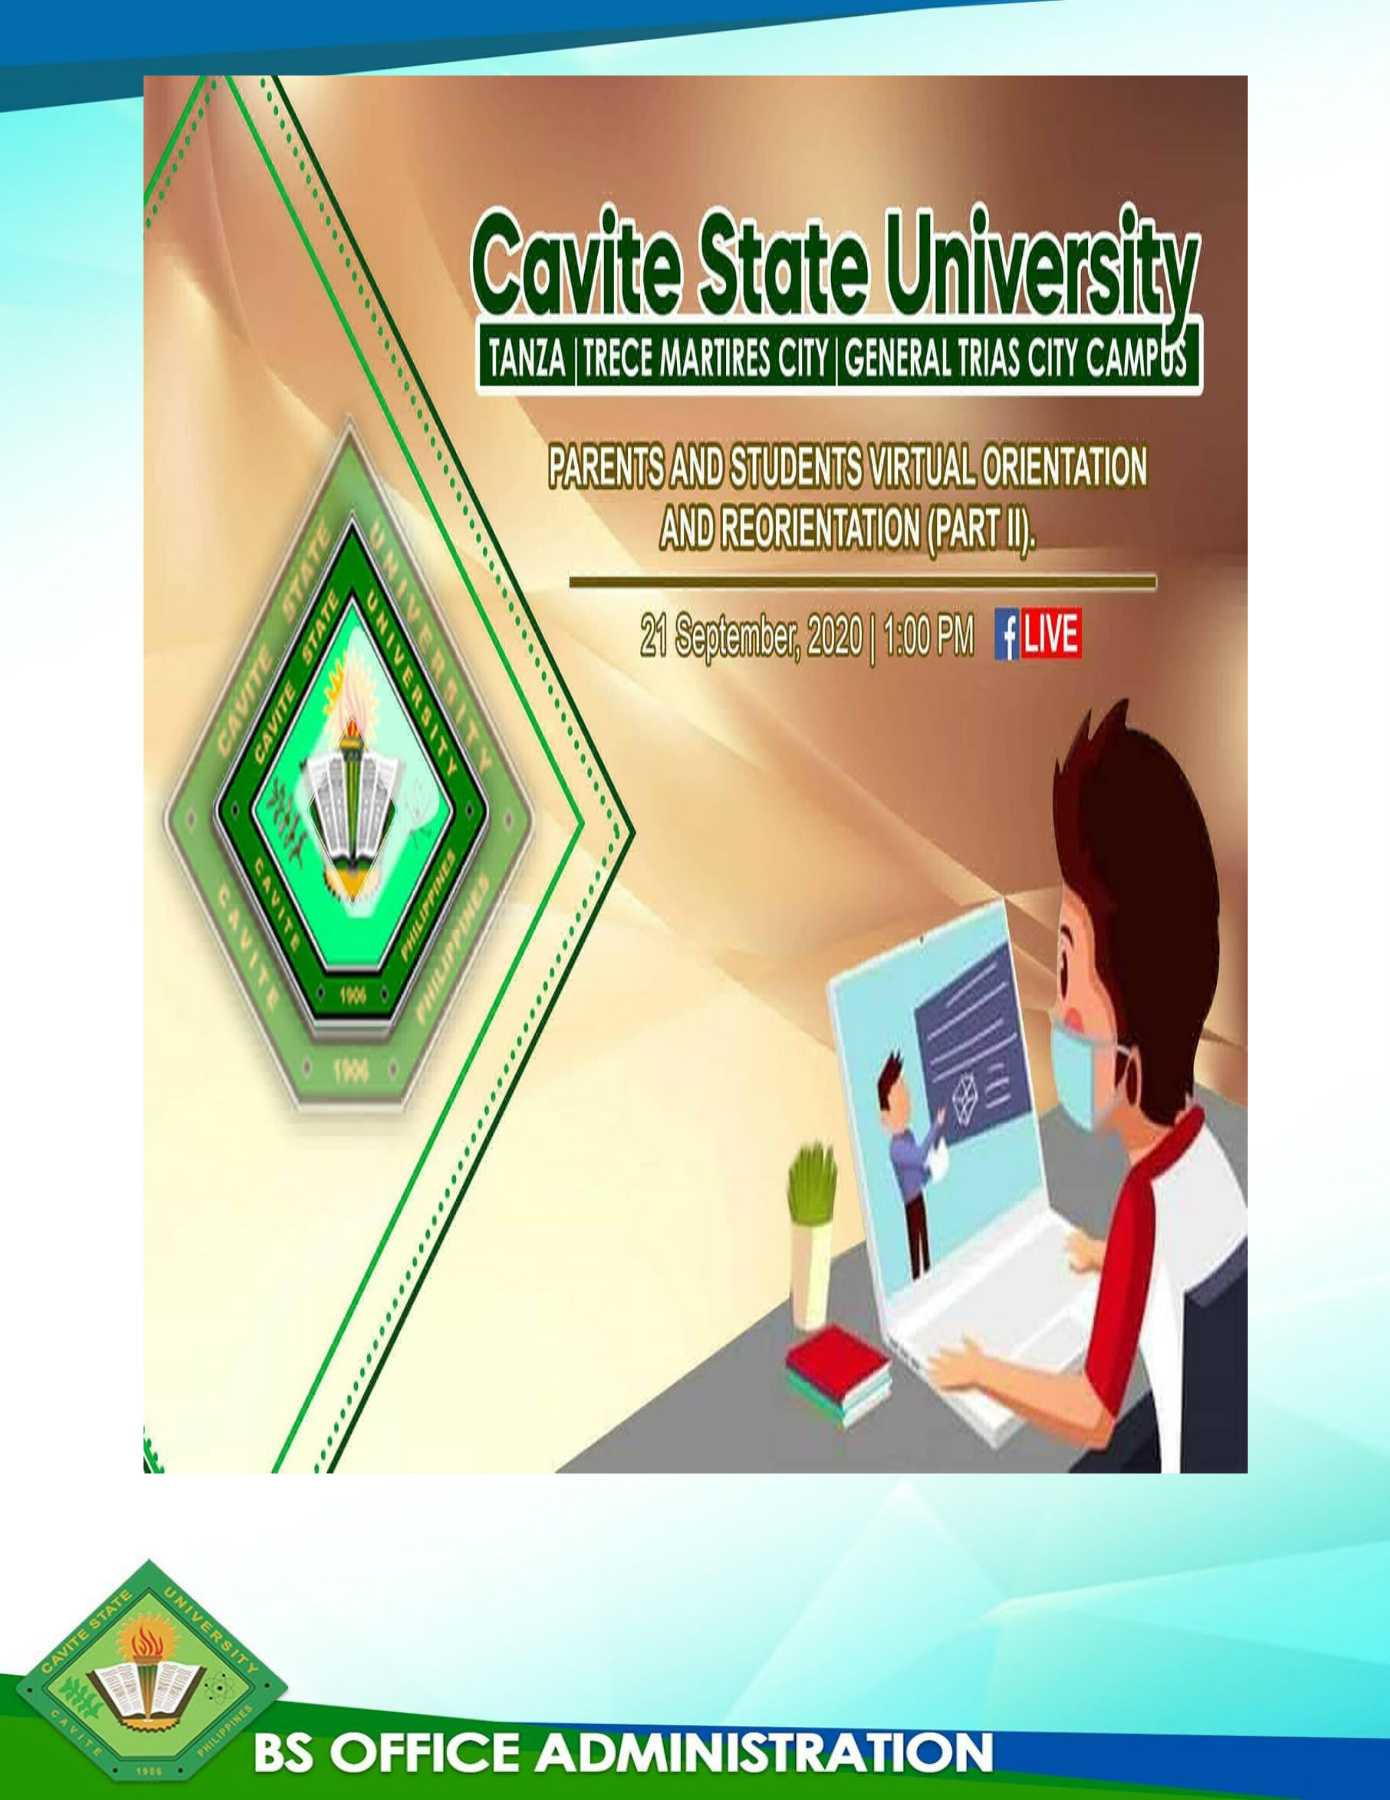 Cavite State University
TANZA | TRECE MARTIRES CITY | GENERAL TRIAS CITY CAMPUS
PARENTS AND STUDENTS VIRTUAL ORIENTATION
AND REORIENTATION (PART II).
21 September, 2020 | 1:00 PM f LIVE
CAVITE STATE UNIVERSITY
CAVITE STATE UNIVERSITY
CAVITE PHILIPPINES
CAVITE PHILIPPINES
1906
1906
CAVITE STATE UNIVERSITY
CAVITE PHILIPPINES
1906
BS OFFICE ADMINISTRATION